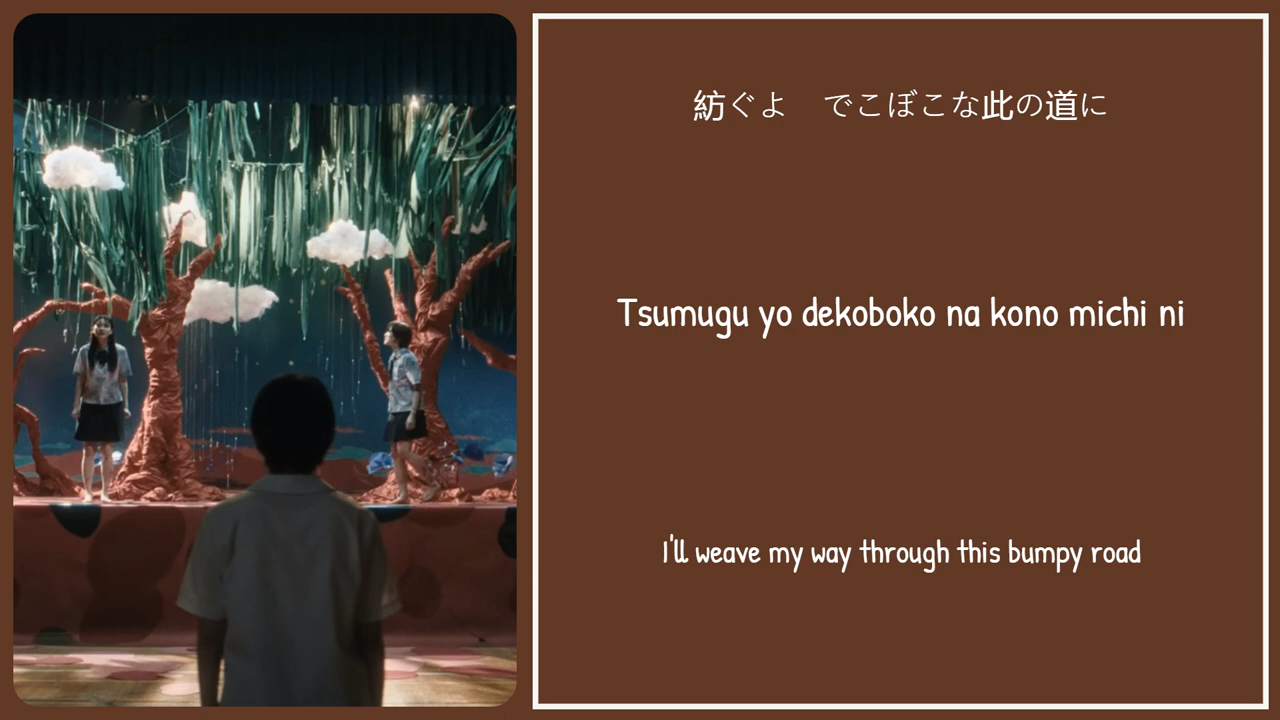 紡ぐよ　でこぼこな此の道に
Tsumugu yo dekoboko na kono michi ni
I'll weave my way through this bumpy road